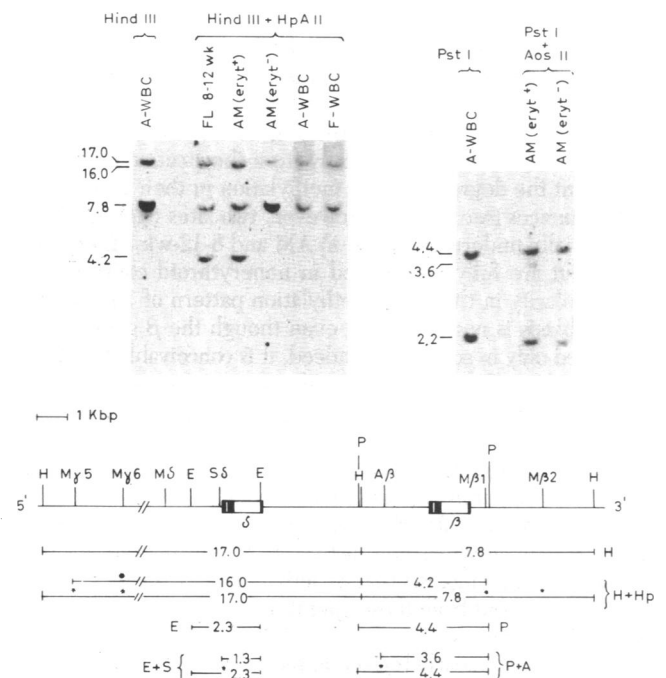 Hind III
Hind III + HpA II
A-WBC
FL 8-12 wk
AM (eryt+)
AM (eryt-)
A-WBC
F-WBC
17.0
16.0
7.8
4.2
Pst I
Pst I
+
Aos II
A-WBC
AM (eryt+)
AM (eryt-)
4.4
3.6
2.2
1 Kbp
P P
H Mγ5 Mγ6 Mδ E Sδ E H Aβ Mβ1 Mβ2 H
5' 3'
δ β
17.0 7.8 H
16.0 4.2
17.0 7.8 H+Hp
E 2.3 4.4 P
1.3 3.6
E+S P+A
2.3 4.4